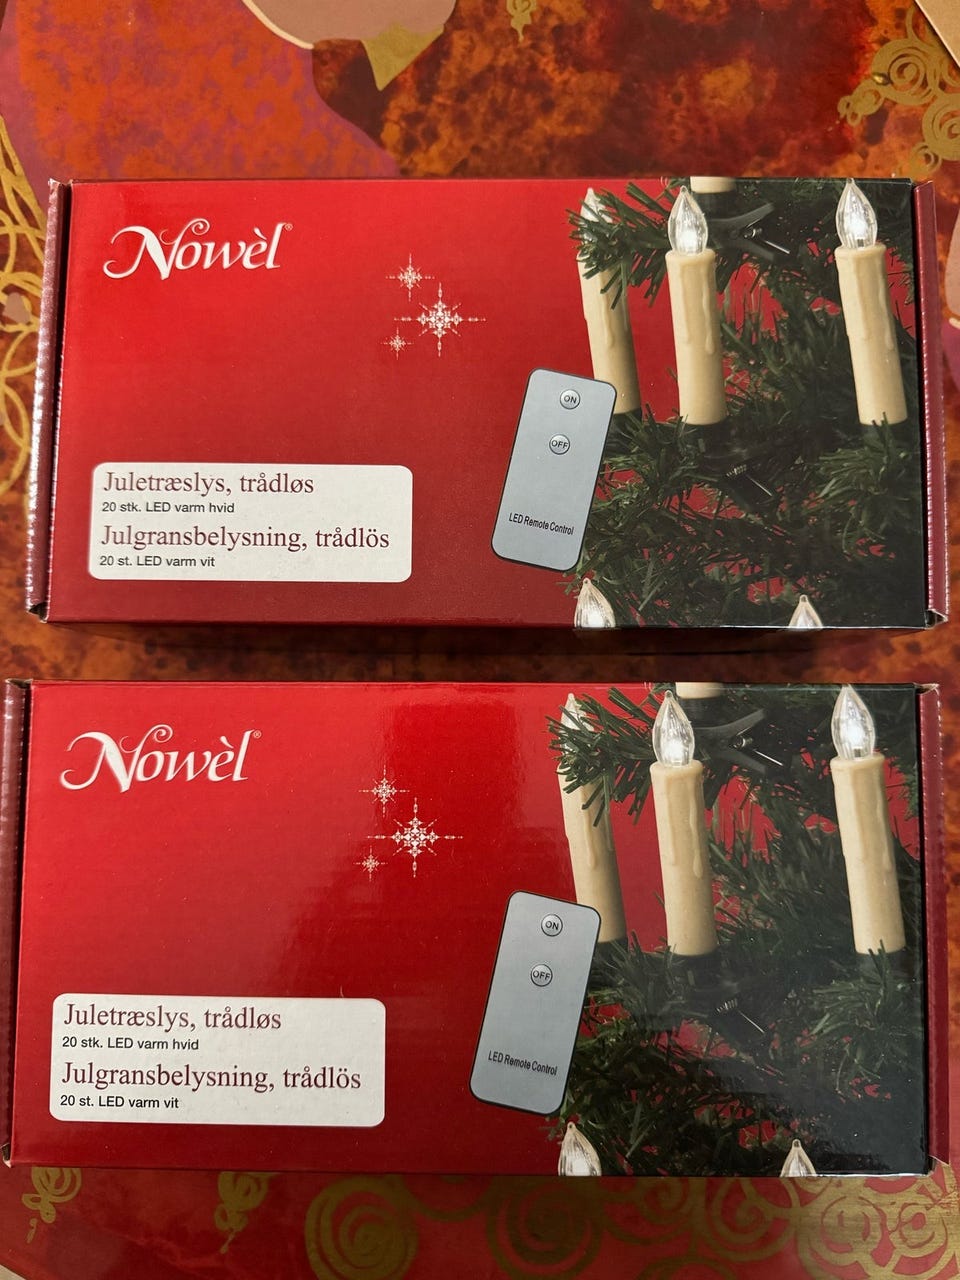 Nowèl®
ON
OFF
LED Remote Control
Juletræslys, trådløs
20 stk. LED varm hvid
Julgransbelysning, trådlös
20 st. LED varm vit
Nowèl®
ON
OFF
LED Remote Control
Juletræslys, trådløs
20 stk. LED varm hvid
Julgransbelysning, trådlös
20 st. LED varm vit